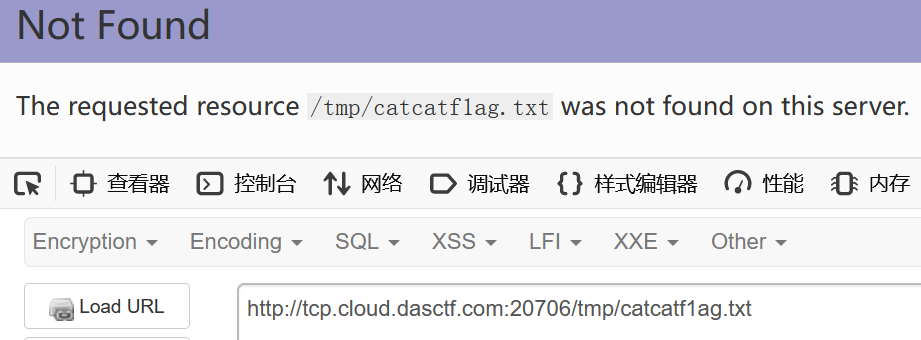 Not Found
The requested resource /tmp/catcatf1ag.txt was not found on this server.
查看器 控制台 网络 调试器 样式编辑器 性能 内存
Encryption Encoding SQL XSS LFI XXE Other
Load URL http://tcp.cloud.dasctf.com:20706/tmp/catcatf1ag.txt